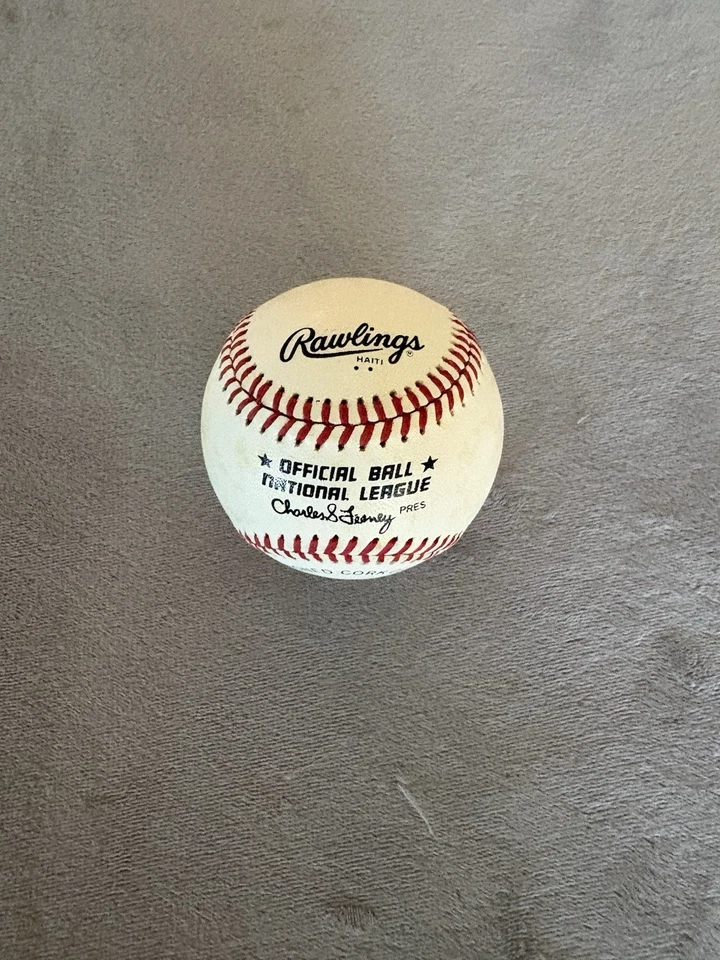 Rawlings®
HAITI
★ OFFICIAL BALL ★
NATIONAL LEAGUE
Charles S Feeney PRES